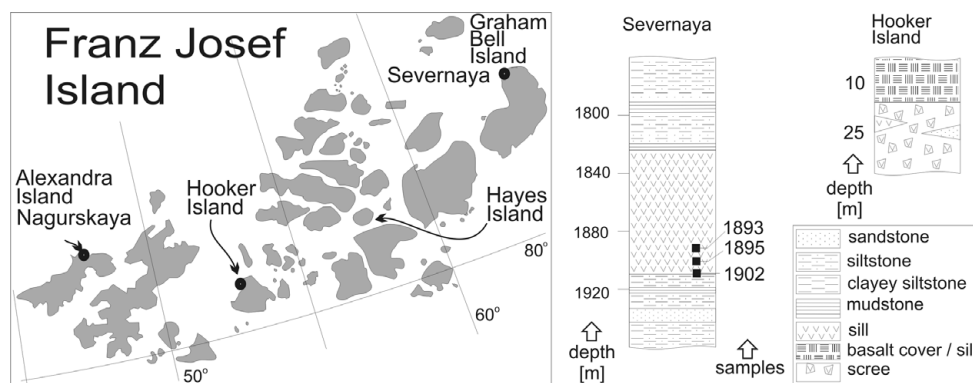 Franz Josef
Island
Graham
Bell
Island
Severnaya
Alexandra
Island
Nagurskaya
Hooker
Island
Hayes
Island
80°
60°
50°
Severnaya
1800
1840
1880
1920
depth
[m]
1893
1895
1902
samples
Hooker
Island
10
25
depth
[m]
sandstone
siltstone
clayey siltstone
mudstone
sill
basalt cover / sil
scree